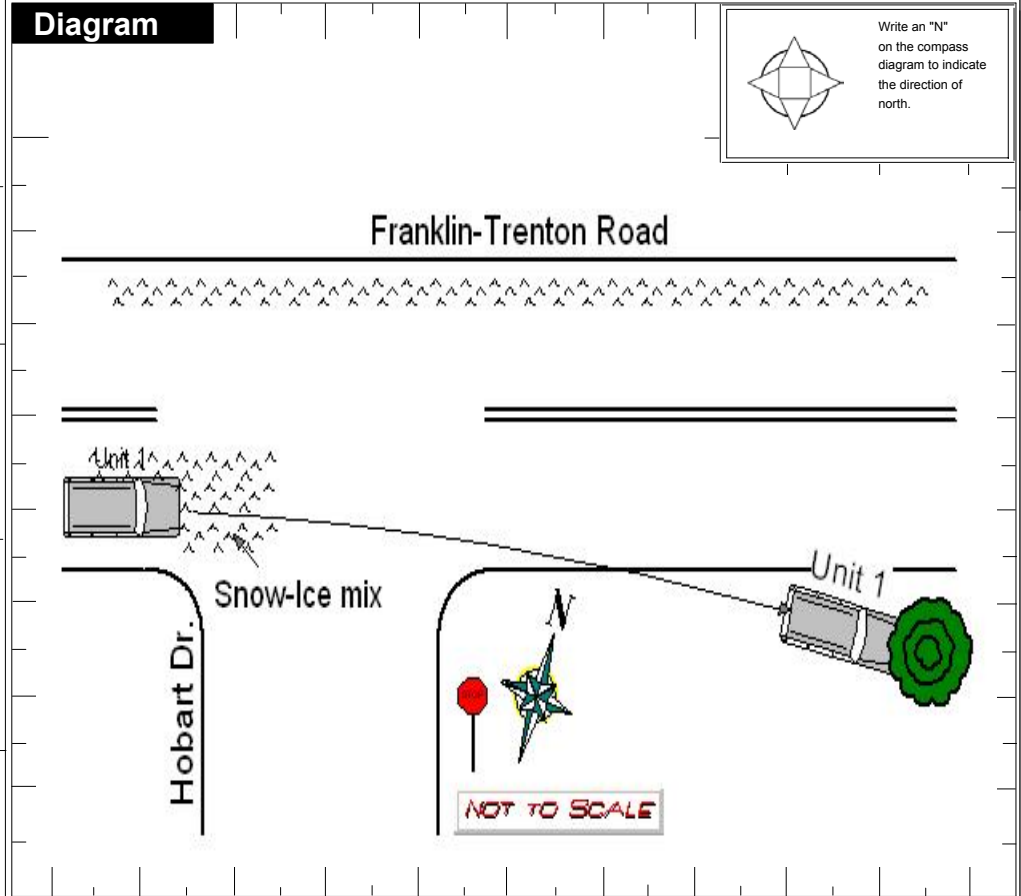 Diagram
Write an "N"
on the compass
diagram to indicate
the direction of
north.
Franklin-Trenton Road
Unit 1
Snow-Ice mix
Unit 1
N
Hobart Dr.
STOP
NOT TO SCALE